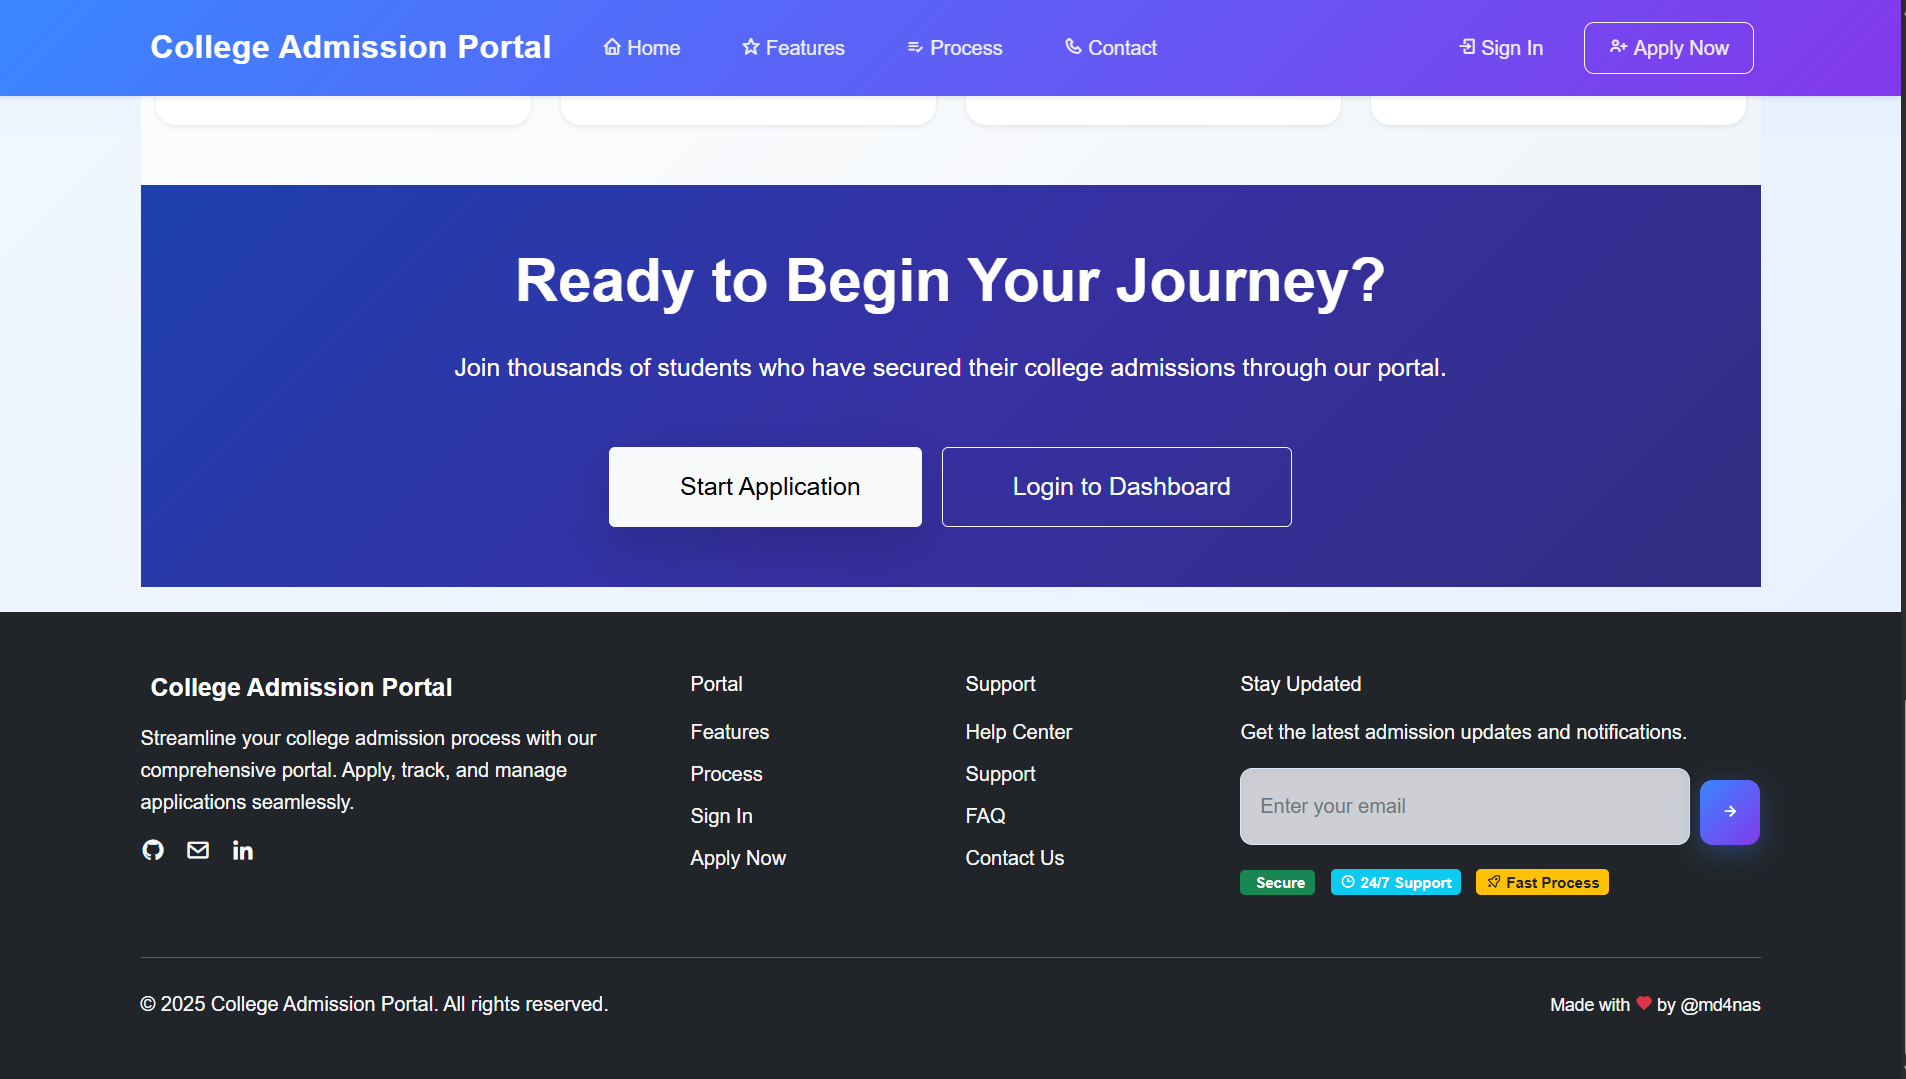 College Admission Portal
Home
Features
Process
Contact
Sign In
Apply Now
Ready to Begin Your Journey?
Join thousands of students who have secured their college admissions through our portal.
Start Application
Login to Dashboard
College Admission Portal
Streamline your college admission process with our
comprehensive portal. Apply, track, and manage
applications seamlessly.
Portal
Features
Process
Sign In
Apply Now
Support
Help Center
Support
FAQ
Contact Us
Stay Updated
Get the latest admission updates and notifications.
Enter your email
Secure
24/7 Support
Fast Process
© 2025 College Admission Portal. All rights reserved.
Made with ❤ by @md4nas